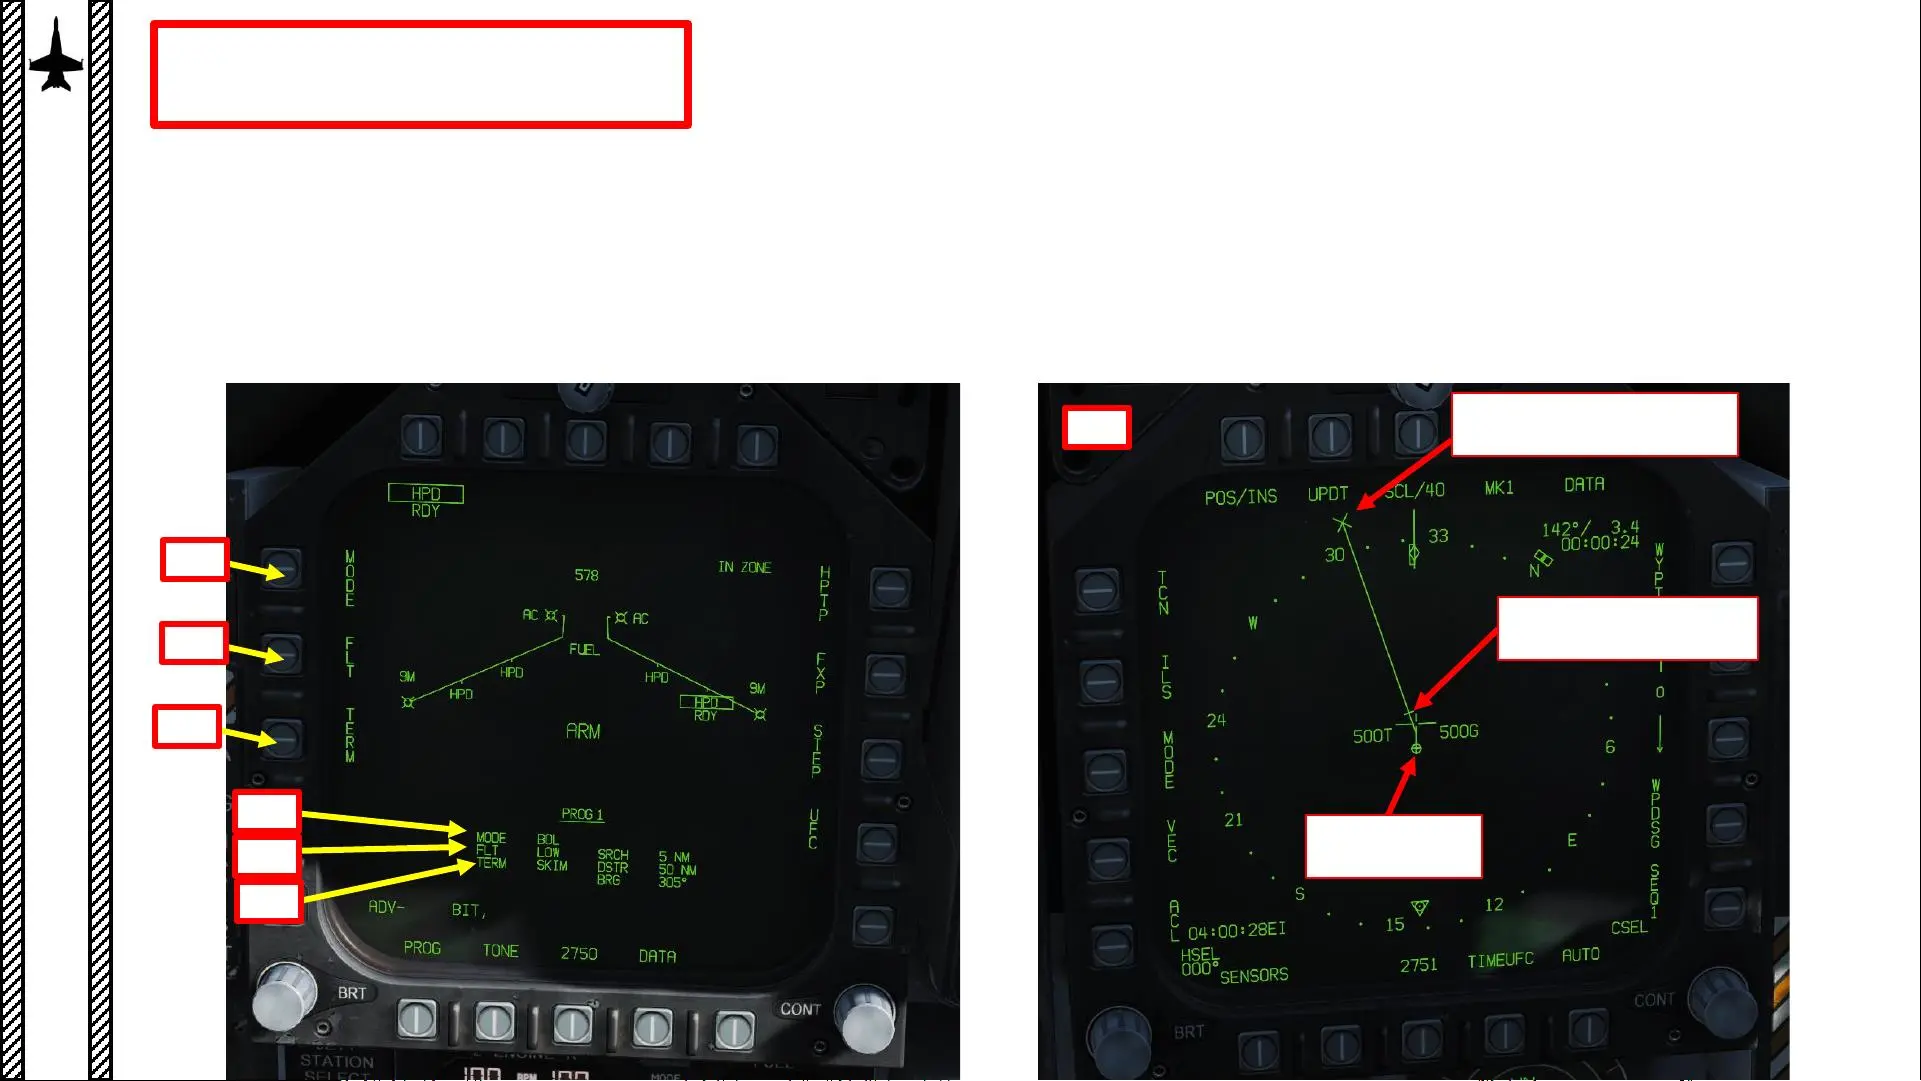 HPD
RDY
MODE
FLT
TERM
578
IN ZONE
AC
AC
FUEL
9M
HPD
HPD
HPD
9M
HPD
RDY
ARM
HPTP
FXP
STEP
UFC
PROG 1
MODE BOL
FLT LOW SRCH 5 NM
TERM SKIM DSTR 50 NM
BRG 305°
ADV- BIT,
PROG TONE 2750 DATA
BRT
CONT
STATION
SELECT
POS/INS UPDT SCL/40 MK1 DATA
142°/ 3.4
00:00:24
33
30
N
W
TCN
ILS
MODE
VEC
ACL
WYPT
0
24
500T 500G
6
21
E
WPDSG
SEQ1
S
15
12
04:00:28EI
CSEL
HSEL
000°
SENSORS
2751 TIMEUFC AUTO
BRT
CONT